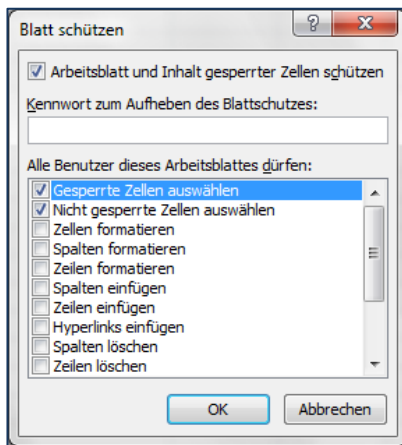 Blatt schützen
Arbeitsblatt und Inhalt gesperrter Zellen schützen
Kennwort zum Aufheben des Blattschutzes:
Alle Benutzer dieses Arbeitsblattes dürfen:
Gesperrte Zellen auswählen
Nicht gesperrte Zellen auswählen
Zellen formatieren
Spalten formatieren
Zeilen formatieren
Spalten einfügen
Zeilen einfügen
Hyperlinks einfügen
Spalten löschen
Zeilen löschen
OK Abbrechen